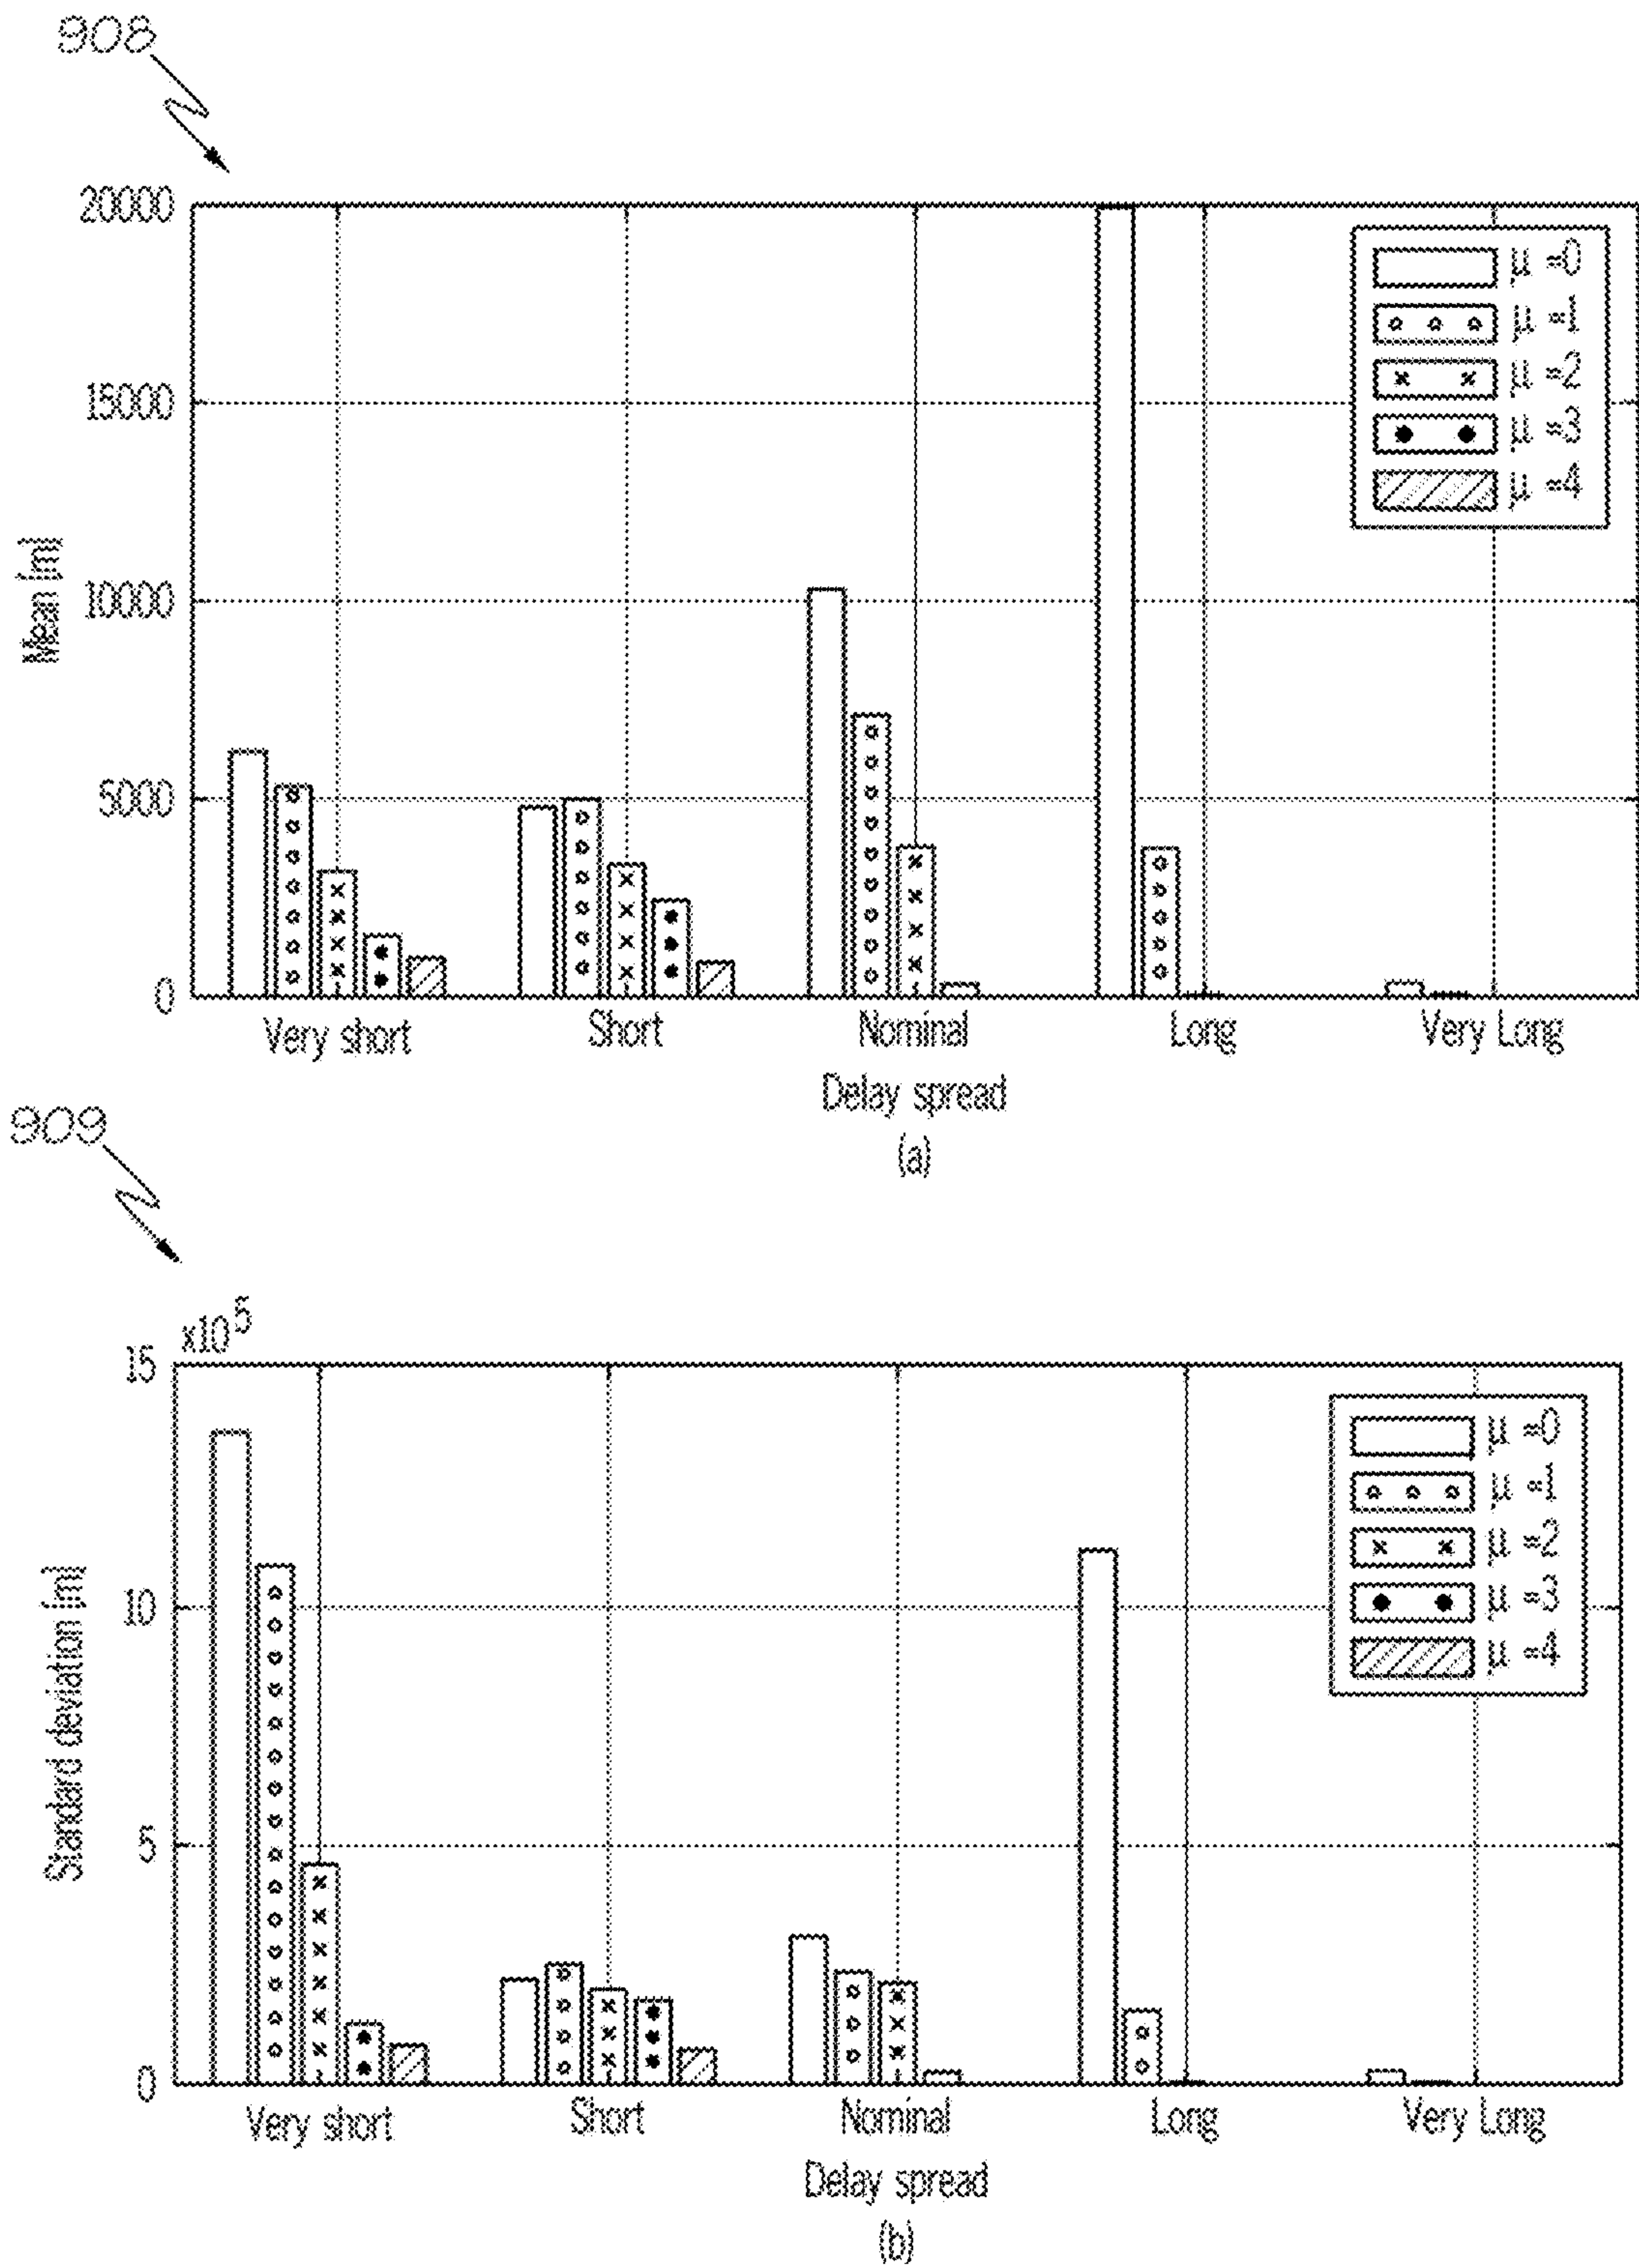 908
20000
15000
10000
5000
0
Mean [m]
μ =0
μ =1
μ =2
μ =3
μ =4
Very short Short Nominal Long Very Long
Delay spread
(a)
909
x10^5
15
10
5
0
Standard deviation [m]
μ =0
μ =1
μ =2
μ =3
μ =4
Very short Short Nominal Long Very Long
Delay spread
(b)